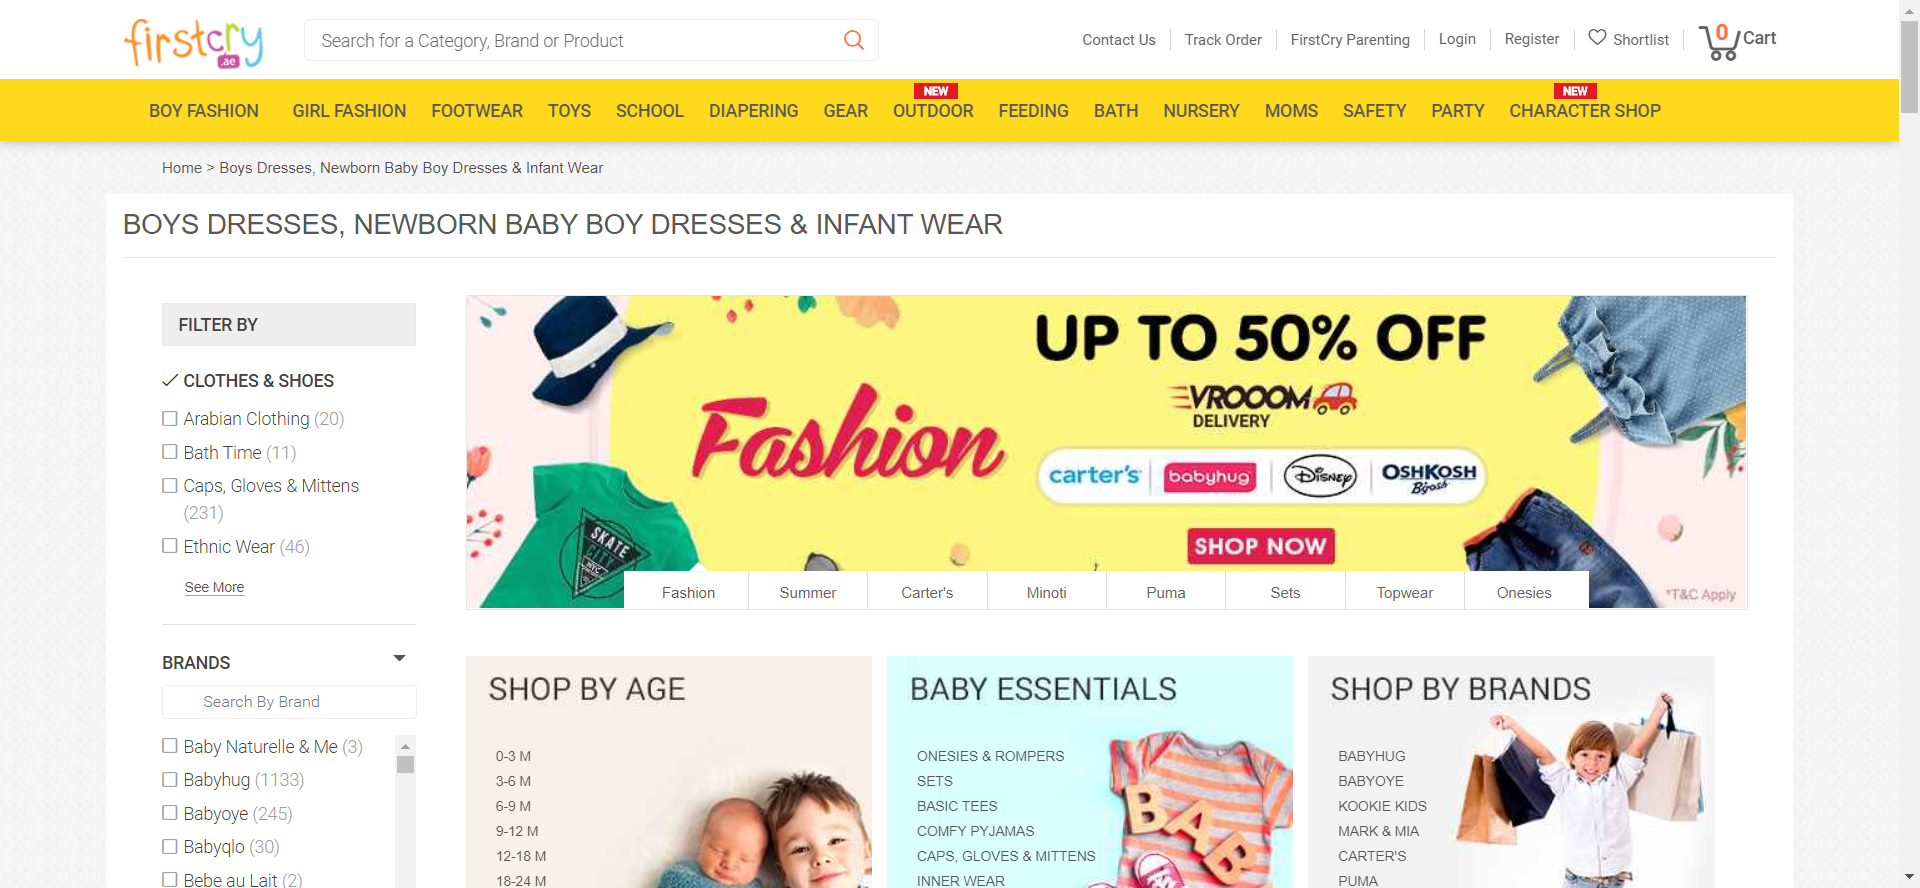 firstcry
.ae
Search for a Category, Brand or Product
Contact Us
Track Order
FirstCry Parenting
Login
Register
Shortlist
0
Cart
NEW
NEW
BOY FASHION
GIRL FASHION
FOOTWEAR
TOYS
SCHOOL
DIAPERING
GEAR
OUTDOOR
FEEDING
BATH
NURSERY
MOMS
SAFETY
PARTY
CHARACTER SHOP
Home > Boys Dresses, Newborn Baby Boy Dresses & Infant Wear
BOYS DRESSES, NEWBORN BABY BOY DRESSES & INFANT WEAR
FILTER BY
CLOTHES & SHOES
Arabian Clothing (20)
Bath Time (11)
Caps, Gloves & Mittens
(231)
Ethnic Wear (46)
See More
BRANDS
Search By Brand
Baby Naturelle & Me (3)
Babyhug (1133)
Babyoye (245)
Babyqlo (30)
Bebe au Lait (2)
UP TO 50% OFF
VROOOM
DELIVERY
Fashion
carter's
babyhug
Disney
OSHKOSH
B'gosh
SHOP NOW
SKATE
CITY
NYC
*T&C Apply
Fashion
Summer
Carter's
Minoti
Puma
Sets
Topwear
Onesies
SHOP BY AGE
0-3 M
3-6 M
6-9 M
9-12 M
12-18 M
18-24 M
BABY ESSENTIALS
ONESIES & ROMPERS
SETS
BASIC TEES
COMFY PYJAMAS
CAPS, GLOVES & MITTENS
INNER WEAR
BAB
SHOP BY BRANDS
BABYHUG
BABYOYE
KOOKIE KIDS
MARK & MIA
CARTER'S
PUMA